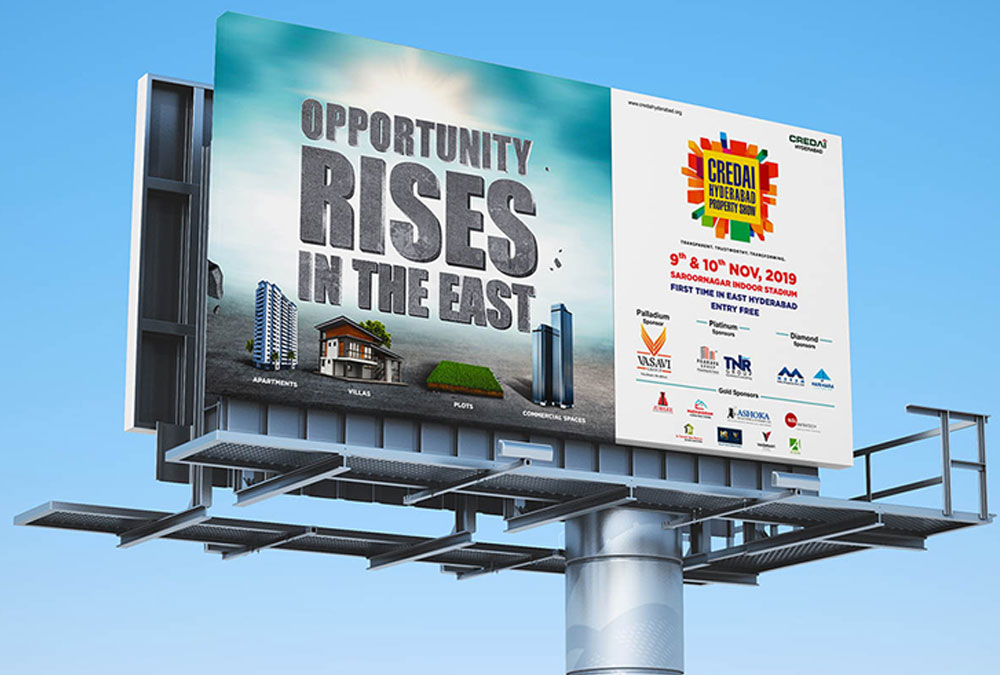 OPPORTUNITY
RISES
IN THE EAST
APARTMENTS
VILLAS
PLOTS
COMMERCIAL SPACES
www.credaihyderabad.org
CREDAI
HYDERABAD
CREDAI
HYDERABAD
PROPERTY SHOW
TRANSPARENT. TRUSTWORTHY. TRANSFORMING.
9th & 10th NOV, 2019
SAROORNAGAR INDOOR STADIUM
FIRST TIME IN EAST HYDERABAD
ENTRY FREE
Palladium
Sponsor
Platinum
Sponsors
Diamond
Sponsors
VASAVI
GROUP
TNR
GROUP
Gold Sponsors
ASHOKA